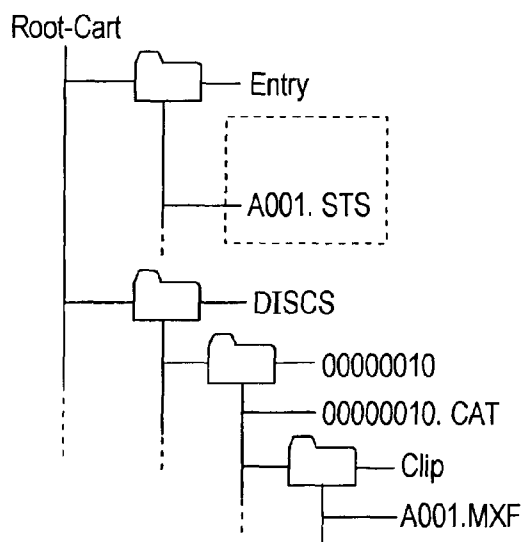 Root-Cart
Entry
A001. STS
DISCS
00000010
00000010. CAT
Clip
A001.MXF